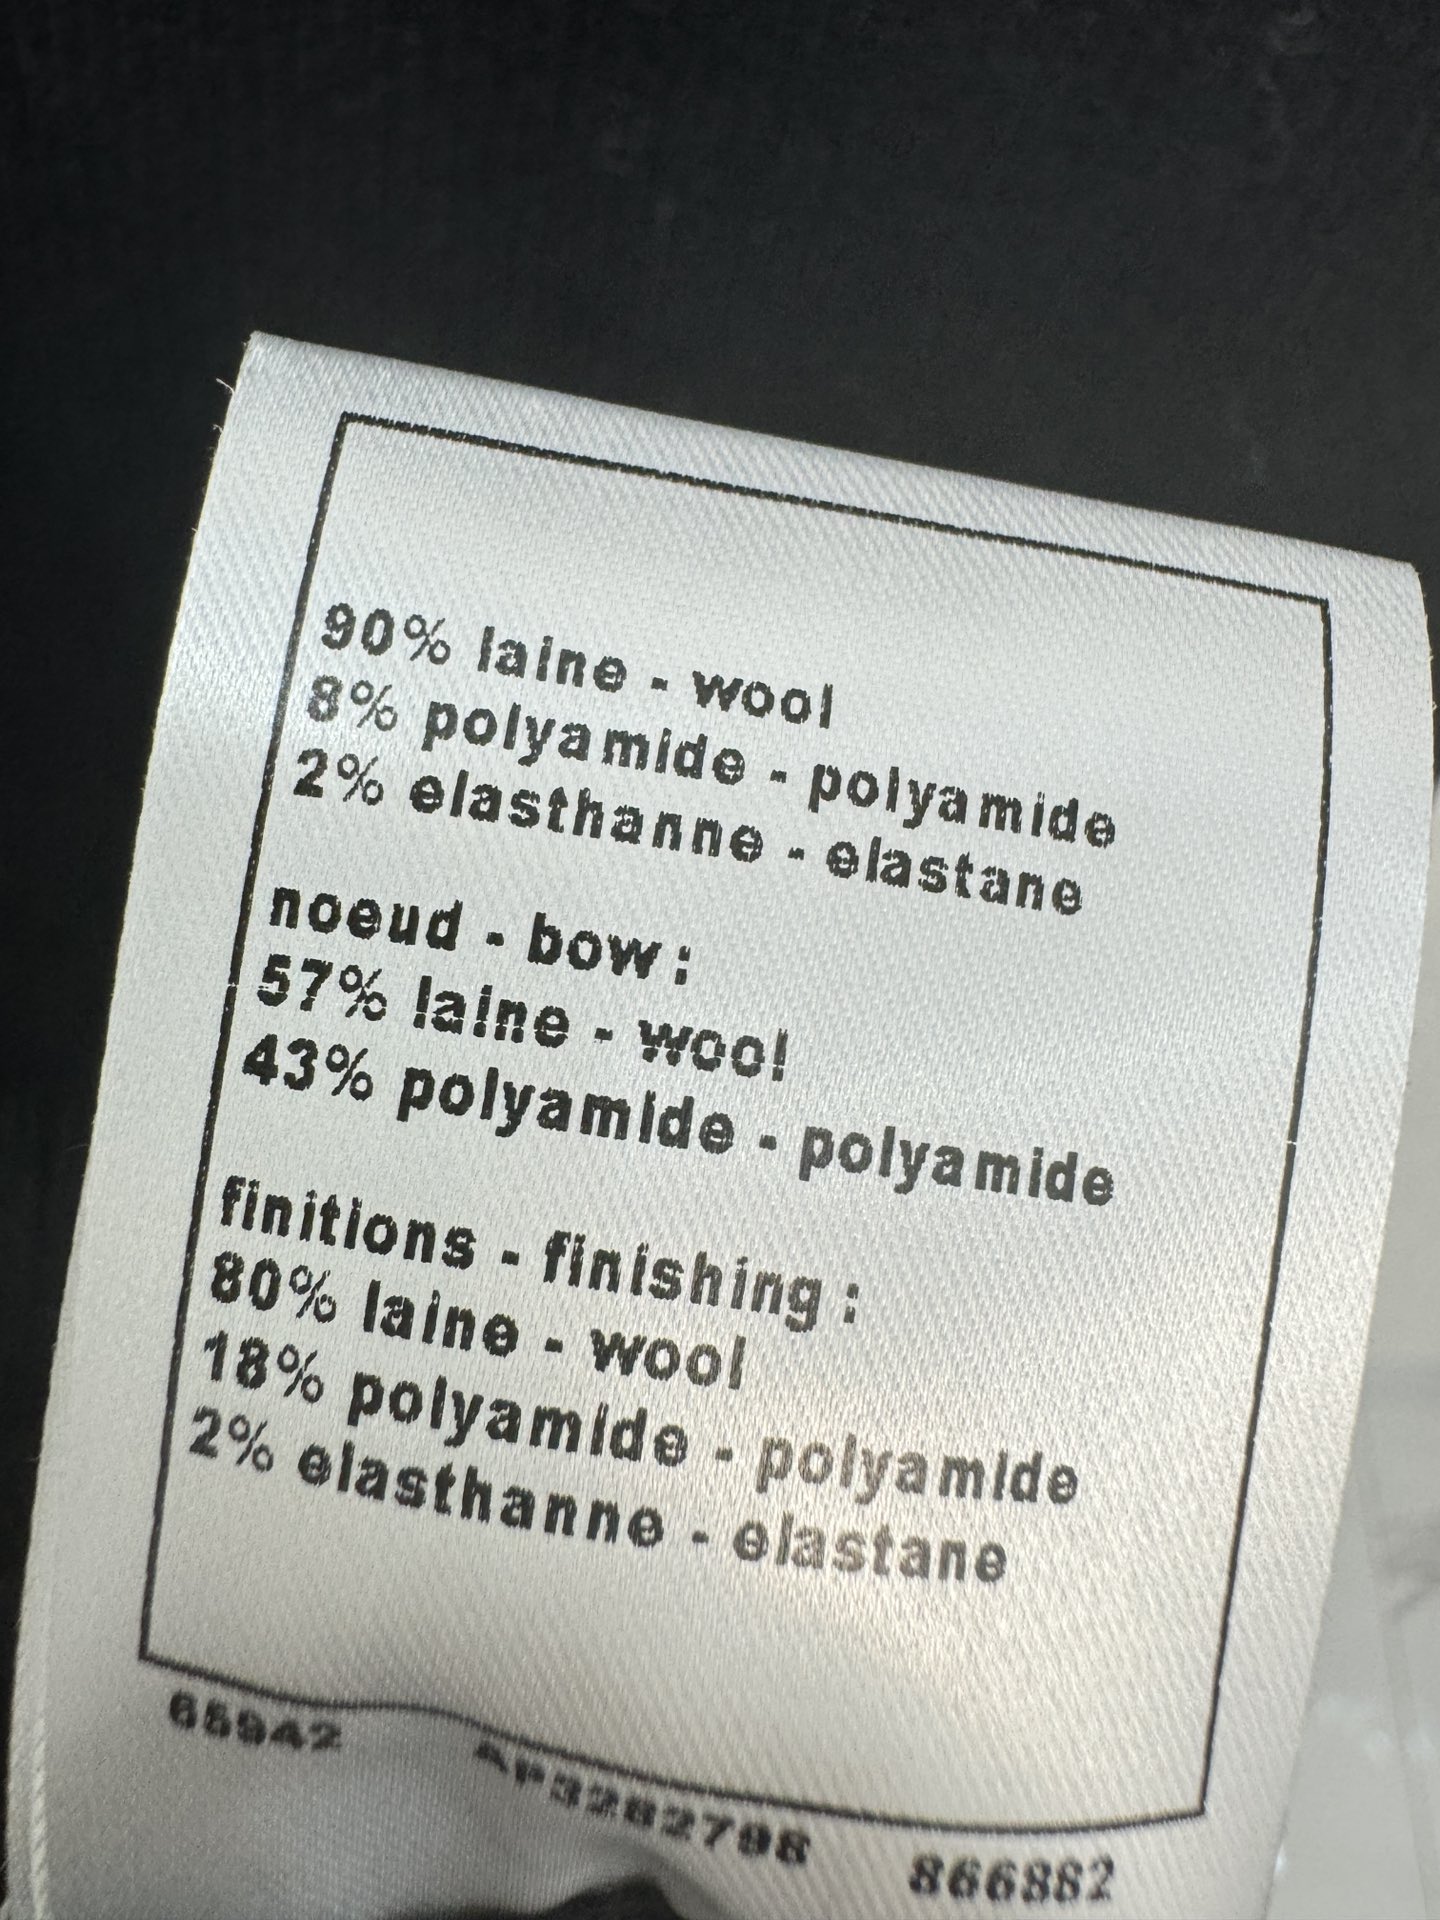 90% laine - wool
8% polyamide - polyamide
2% elasthanne - elastane
noeud - bow :
57% laine - wool
43% polyamide - polyamide
finitions - finishing :
80% laine - wool
18% polyamide - polyamide
2% elasthanne - elastane
866882